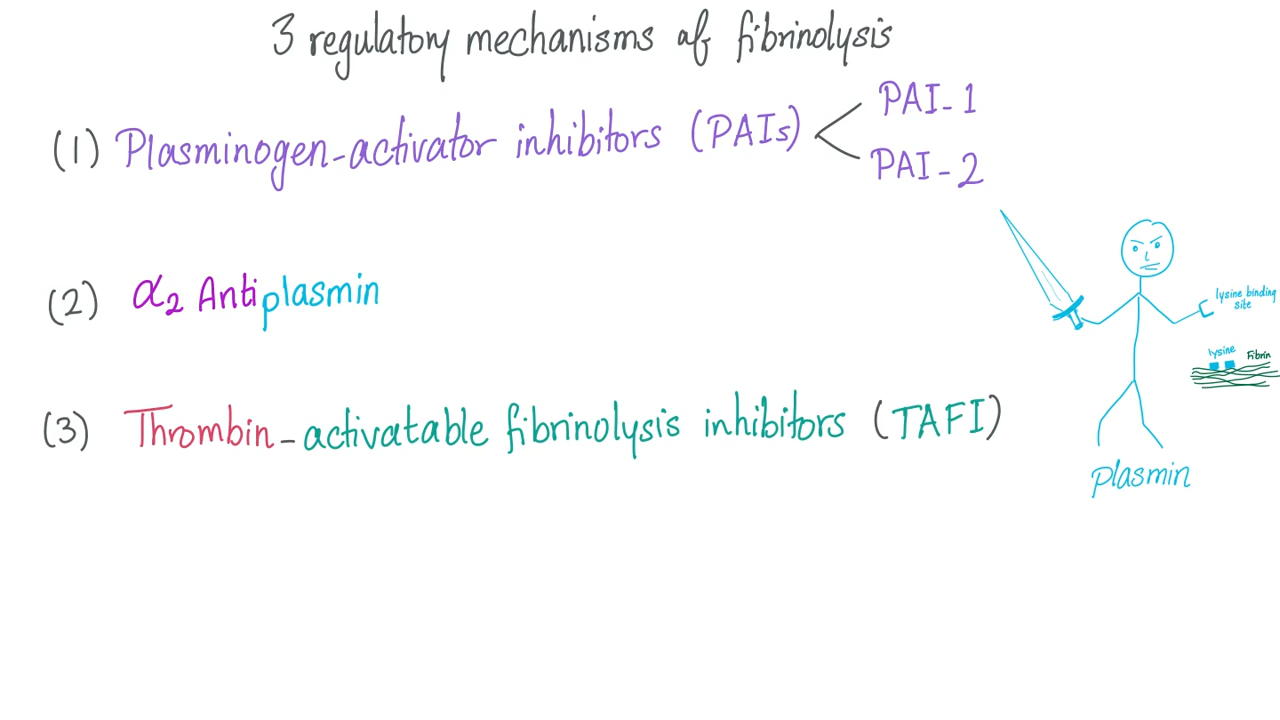 3 regulatory mechanisms of fibrinolysis
(1) Plasminogen-activator inhibitors (PAIs)
PAI-1
PAI-2
(2) α2 Antiplasmin
(3) Thrombin-activatable fibrinolysis inhibitors (TAFI)
lysine binding
site
lysine
Fibrin
plasmin